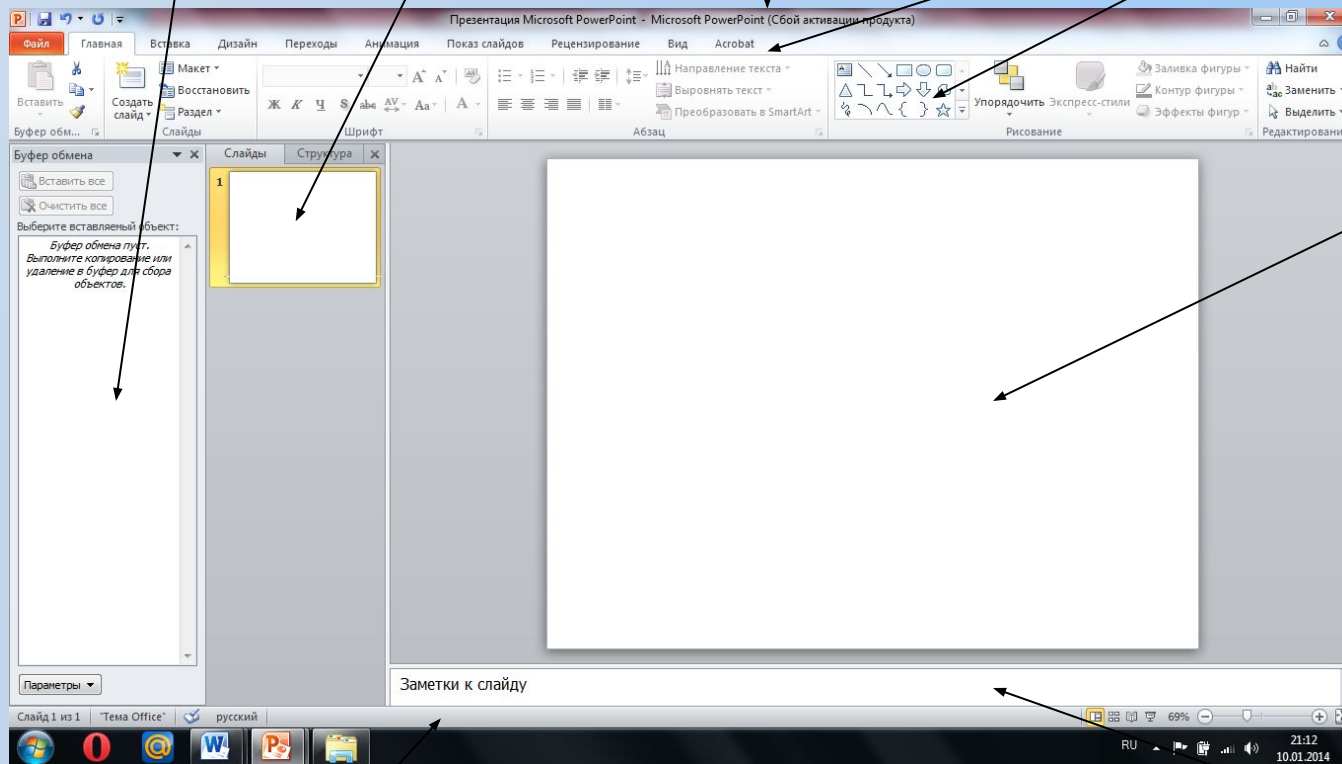 Презентация Microsoft PowerPoint - Microsoft PowerPoint (Сбой активации продукта)
Файл Главная Вставка Дизайн Переходы Анимация Показ слайдов Рецензирование Вид Acrobat
Вставить
Создать слайд
Макет
Восстановить
Раздел
Ж К Ч S abc AV Aa A
Направление текста
Выровнять текст
Преобразовать в SmartArt
Упорядочить Экспресс-стили
Заливка фигуры
Контур фигуры
Эффекты фигур
Найти
Заменить
Выделить
Буфер обм... Слайды Шрифт Абзац Рисование Редактировани
Буфер обмена
Слайды Структура
Вставить все
Очистить все
Выберите вставляемый объект:
Буфер обмена пуст.
Выполните копирование или
удаление в буфер для сбора
объектов.
1
Параметры
Заметки к слайду
Слайд 1 из 1 "Тема Office" русский 69%
RU 21:12
10.01.2014